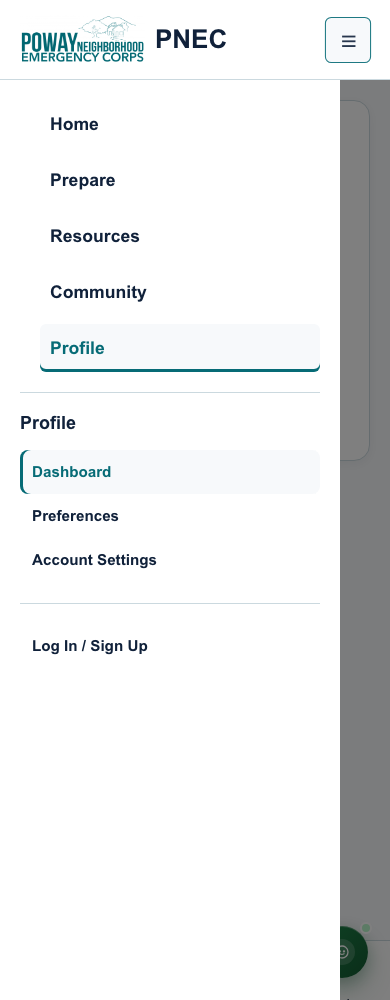 POWAY NEIGHBORHOOD
EMERGENCY CORPS
PNEC
Home
Prepare
Resources
Community
Profile
Profile
Dashboard
Preferences
Account Settings
Log In / Sign Up